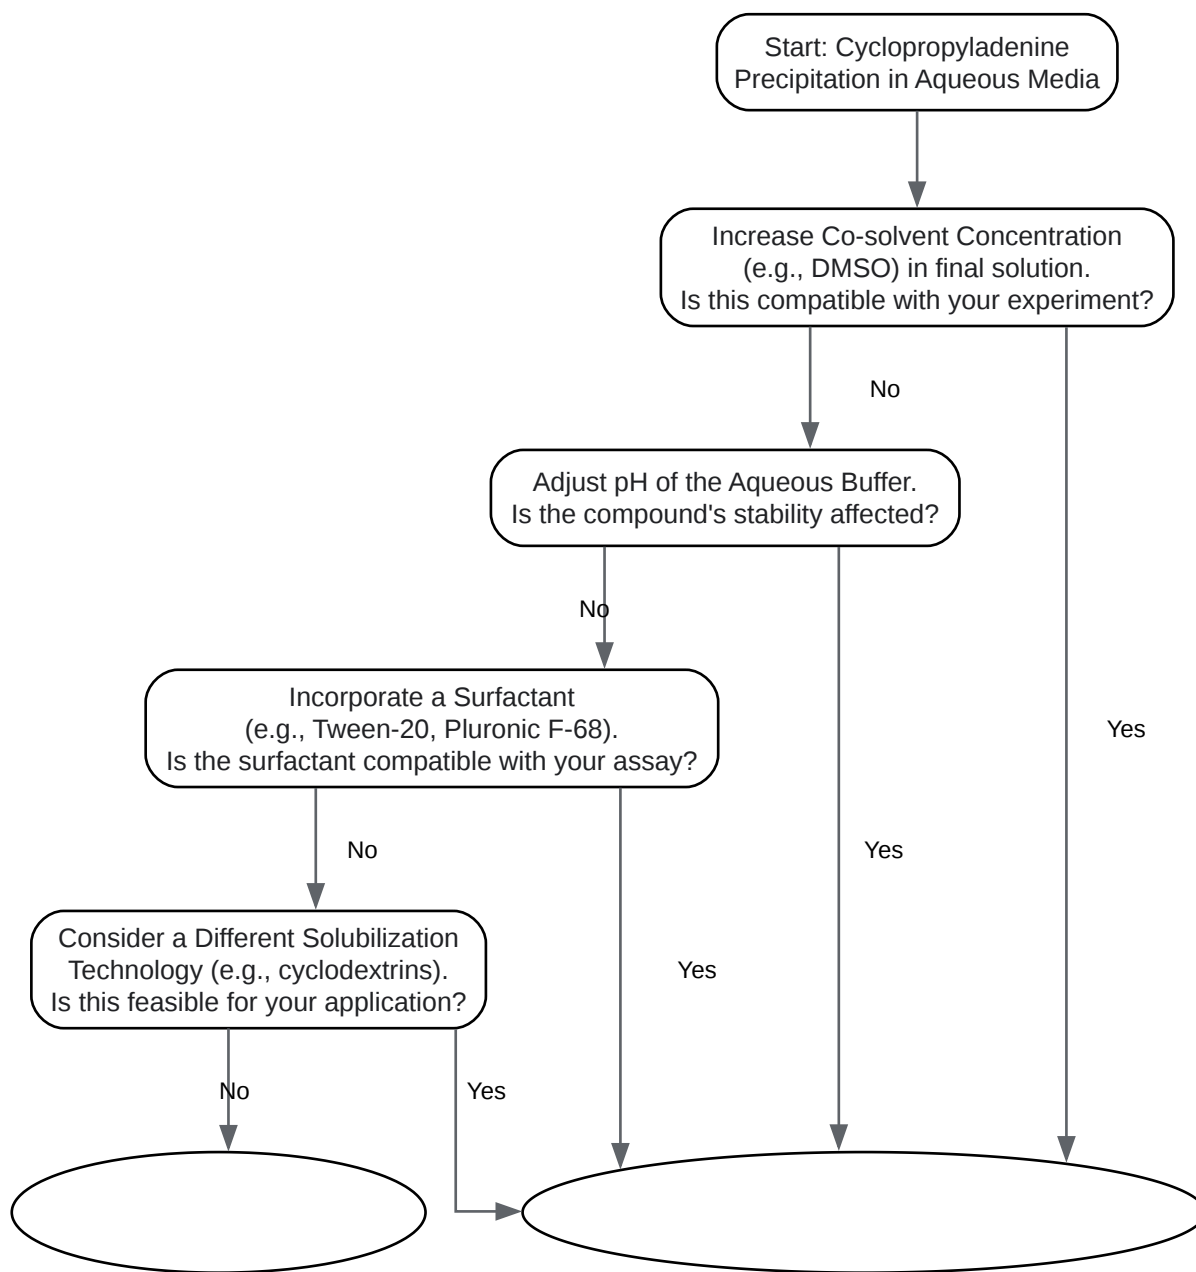 Start: Cyclopropyladenine
Precipitation in Aqueous Media
Increase Co-solvent Concentration
(e.g., DMSO) in final solution.
Is this compatible with your experiment?
No
Adjust pH of the Aqueous Buffer.
Is the compound's stability affected?
No
Incorporate a Surfactant
(e.g., Tween-20, Pluronic F-68).
Is the surfactant compatible with your assay?
Yes
No
Yes
Consider a Different Solubilization
Technology (e.g., cyclodextrins).
Is this feasible for your application?
Yes
No
Yes